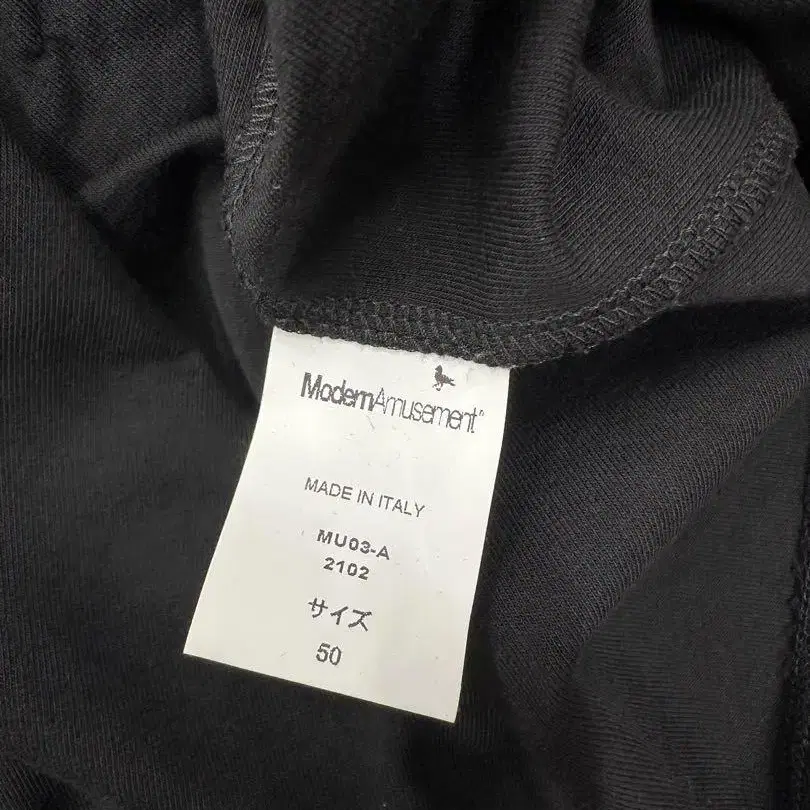 ModernAmusement"
MADE IN ITALY
MU03-A
2102
サイズ
50